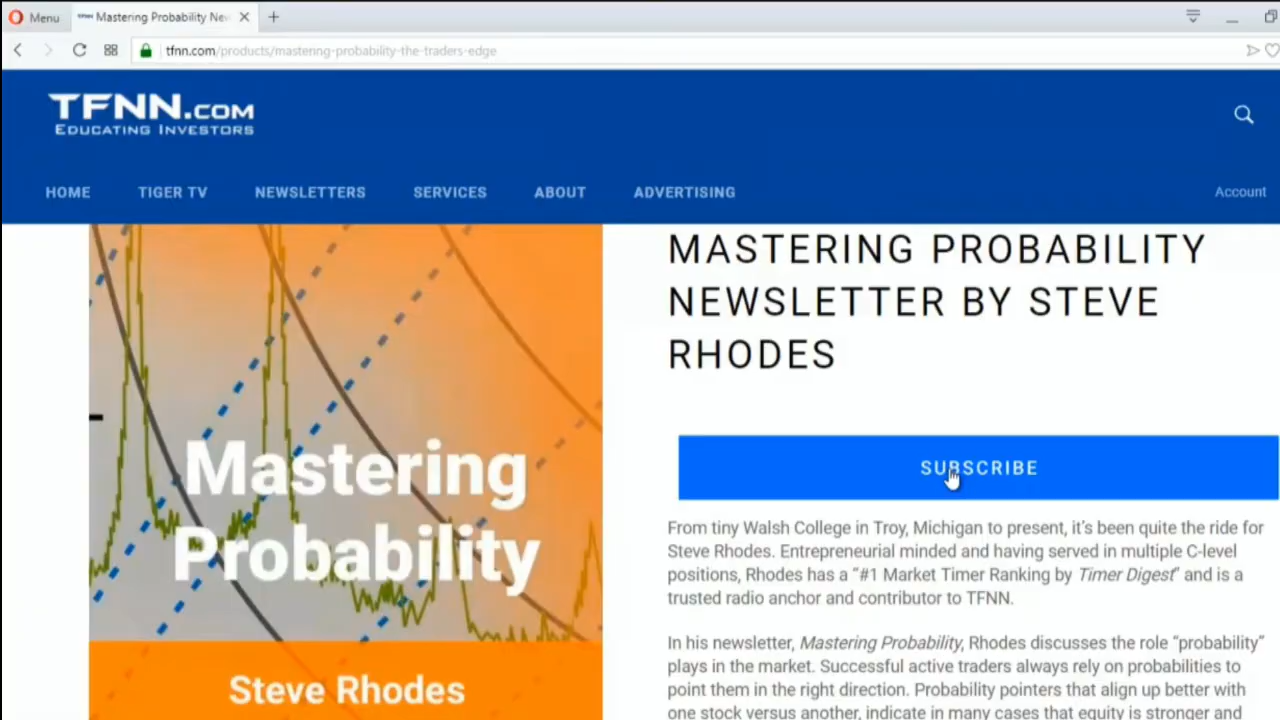 Menu
Mastering Probability Nev
tfnn.com/products/mastering-probability-the-traders-edge
TFNN.COM
EDUCATING INVESTORS
HOME
TIGER TV
NEWSLETTERS
SERVICES
ABOUT
ADVERTISING
Account
Mastering
Probability
Steve Rhodes
MASTERING PROBABILITY
NEWSLETTER BY STEVE
RHODES
SUBSCRIBE
From tiny Walsh College in Troy, Michigan to present, it's been quite the ride for
Steve Rhodes. Entrepreneurial minded and having served in multiple C-level
positions, Rhodes has a “#1 Market Timer Ranking by Timer Digest” and is a
trusted radio anchor and contributor to TFNN.
In his newsletter, Mastering Probability, Rhodes discusses the role “probability”
plays in the market. Successful active traders always rely on probabilities to
point them in the right direction. Probability pointers that align up better with
one stock versus another, indicate in many cases that equity is stronger and